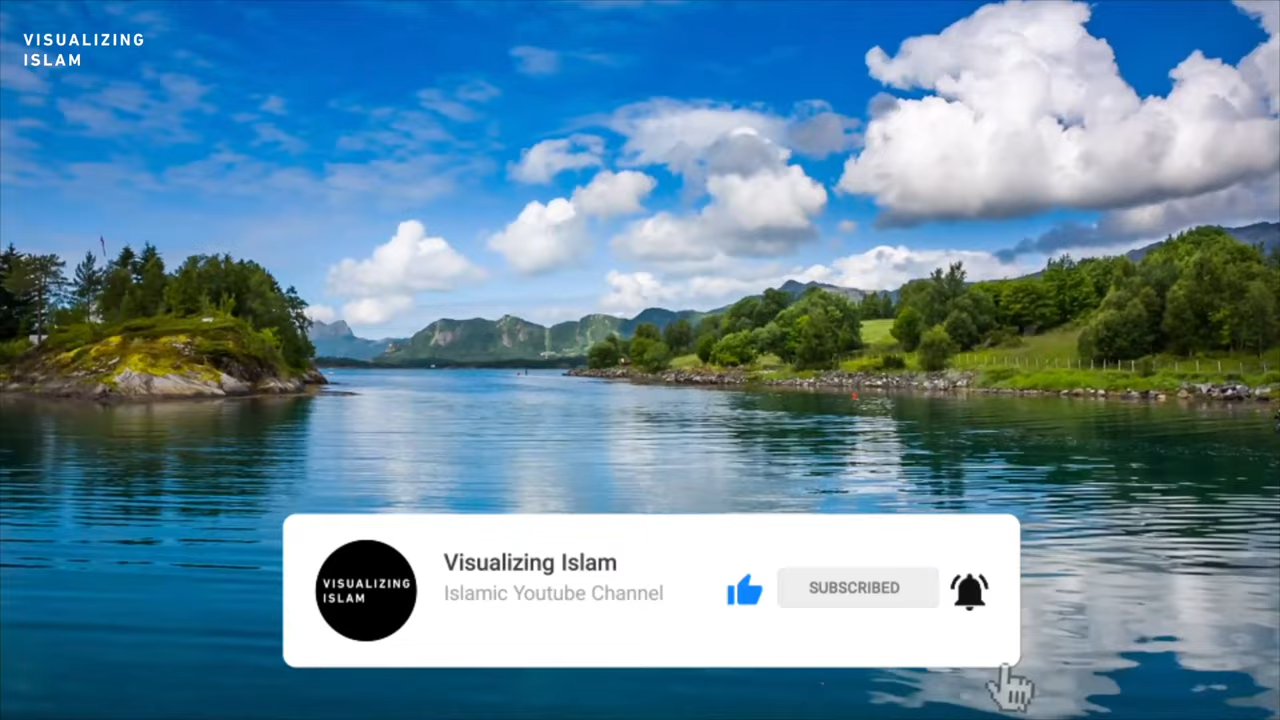 VISUALIZING
ISLAM
VISUALIZING
ISLAM
Visualizing Islam
Islamic Youtube Channel
SUBSCRIBED